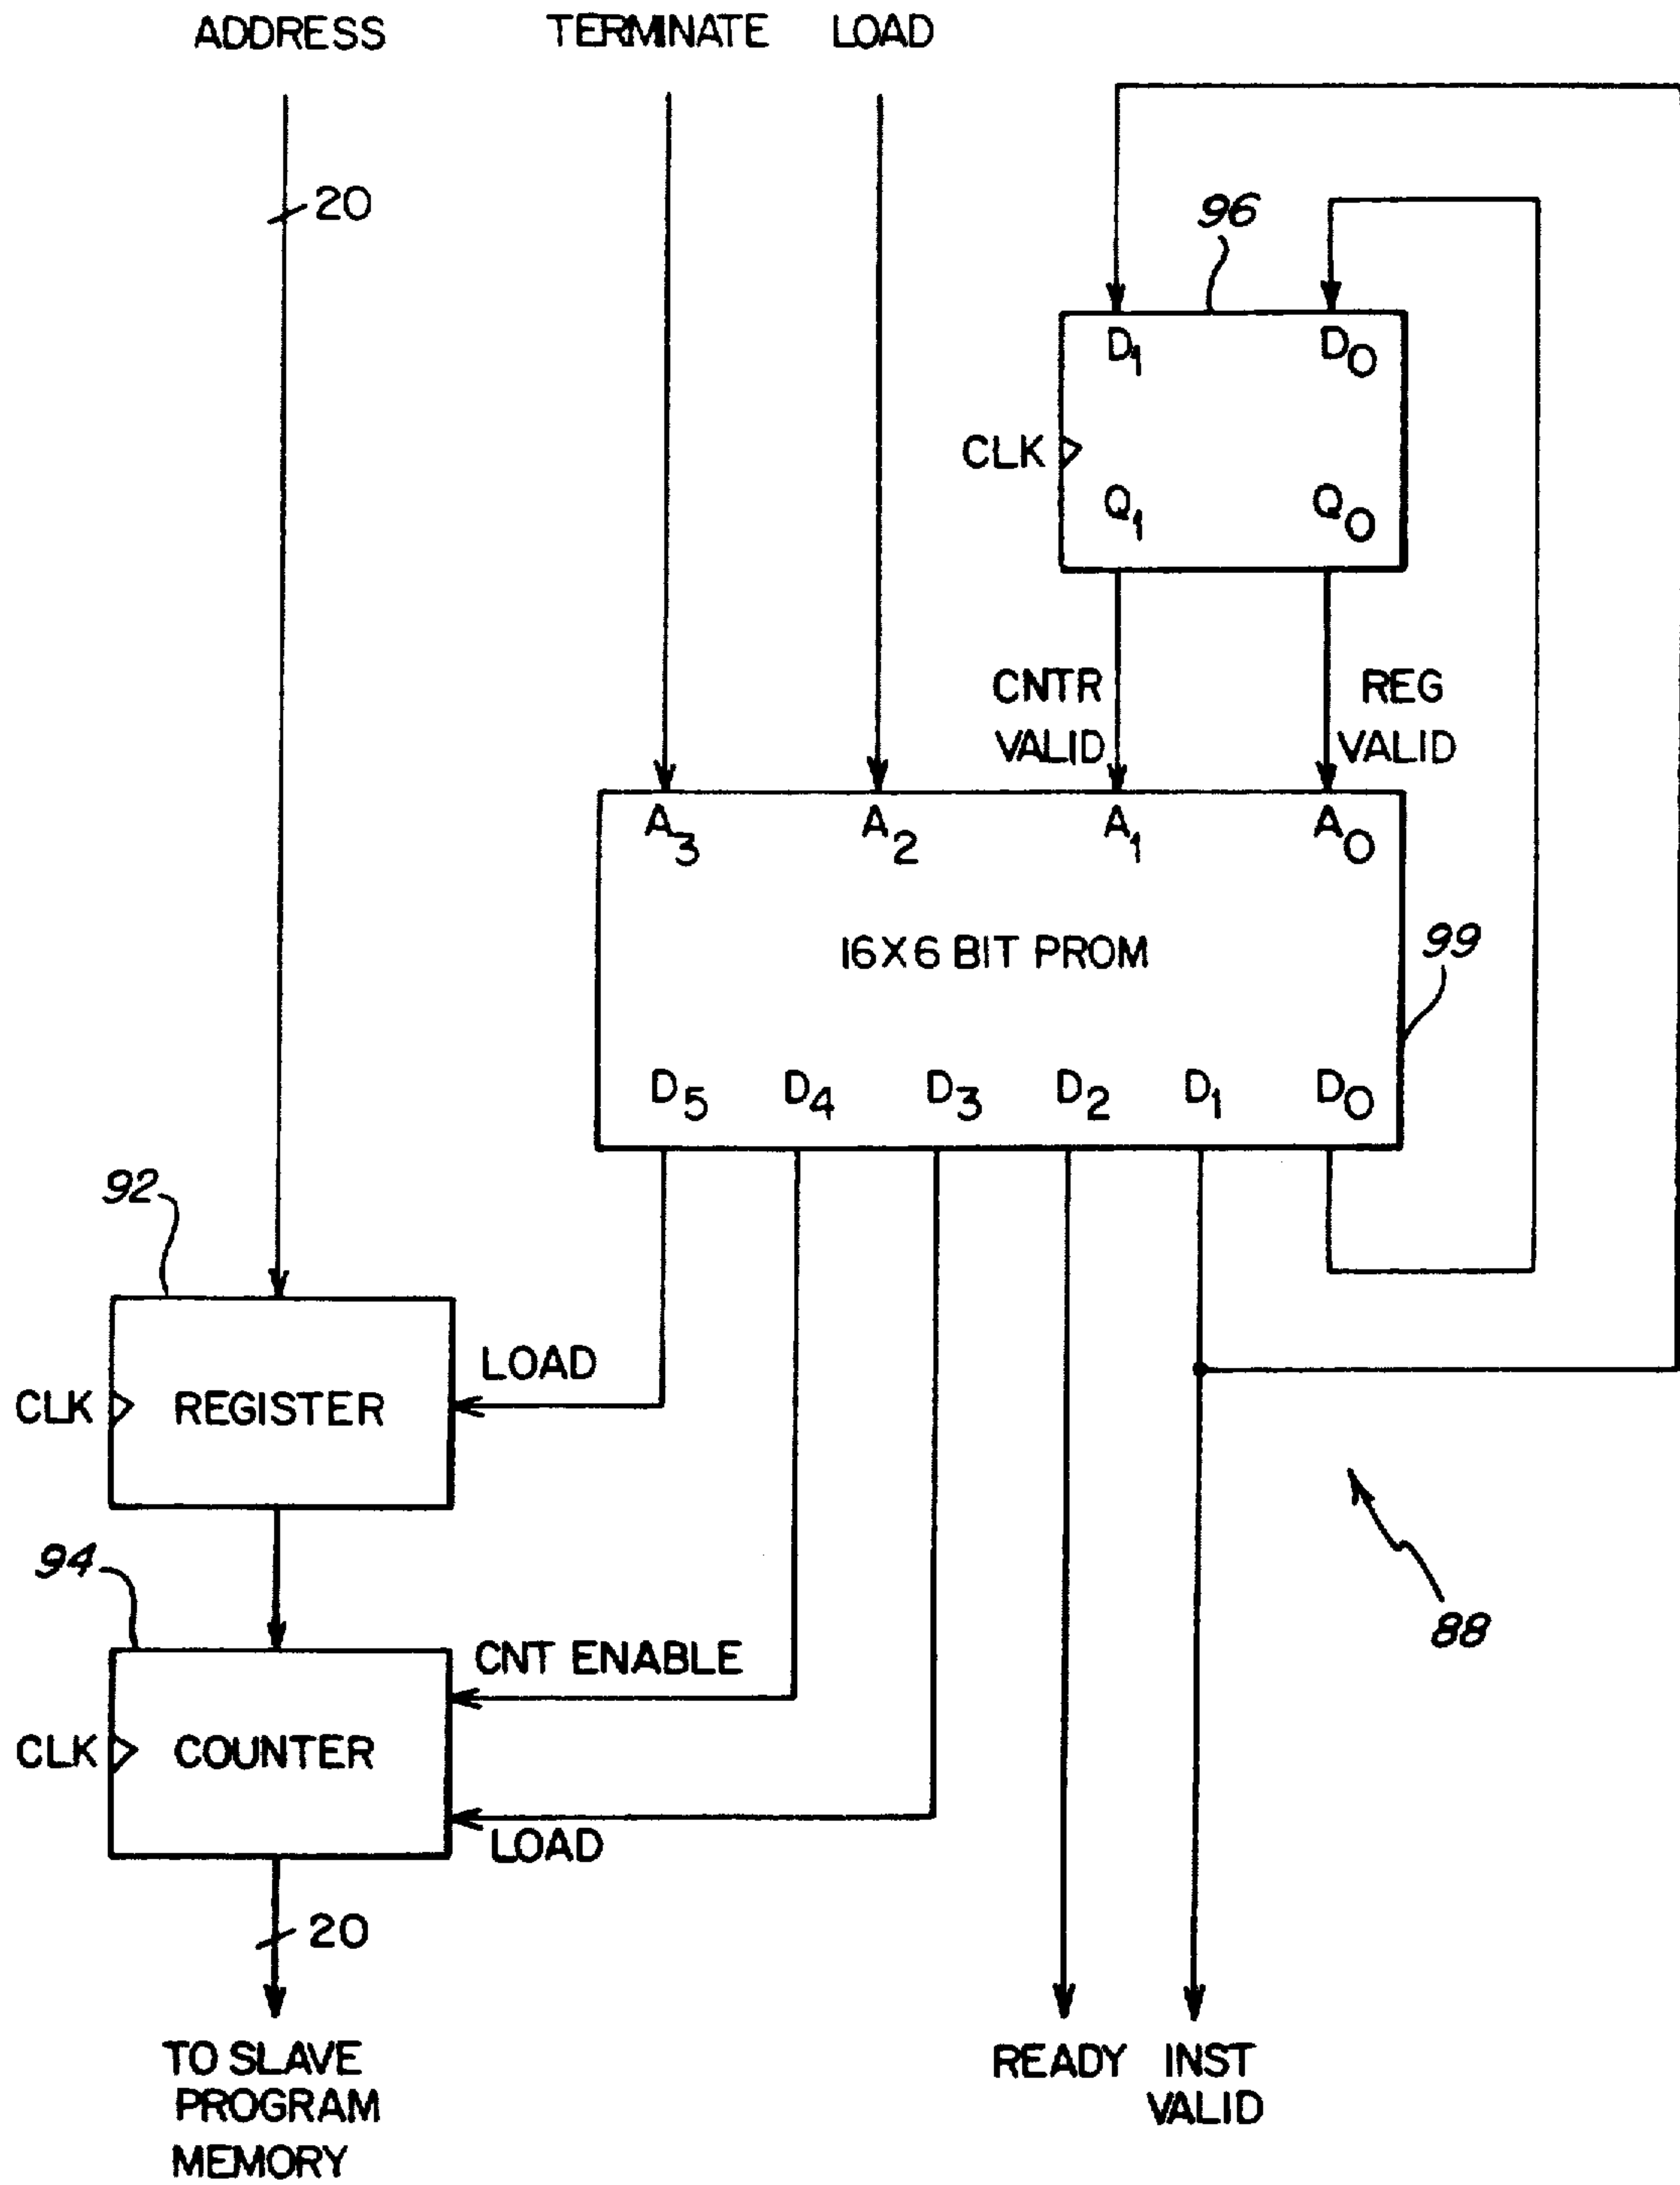 ADDRESS
TERMINATE
LOAD
20
96
D1
D0
CLK
Q1
Q0
CNTR
VALID
REG
VALID
A3
A2
A1
A0
16X6 BIT PROM
99
D5
D4
D3
D2
D1
D0
92
LOAD
CLK
REGISTER
94
CNT ENABLE
88
CLK
COUNTER
LOAD
20
TO SLAVE
PROGRAM
MEMORY
READY
INST
VALID